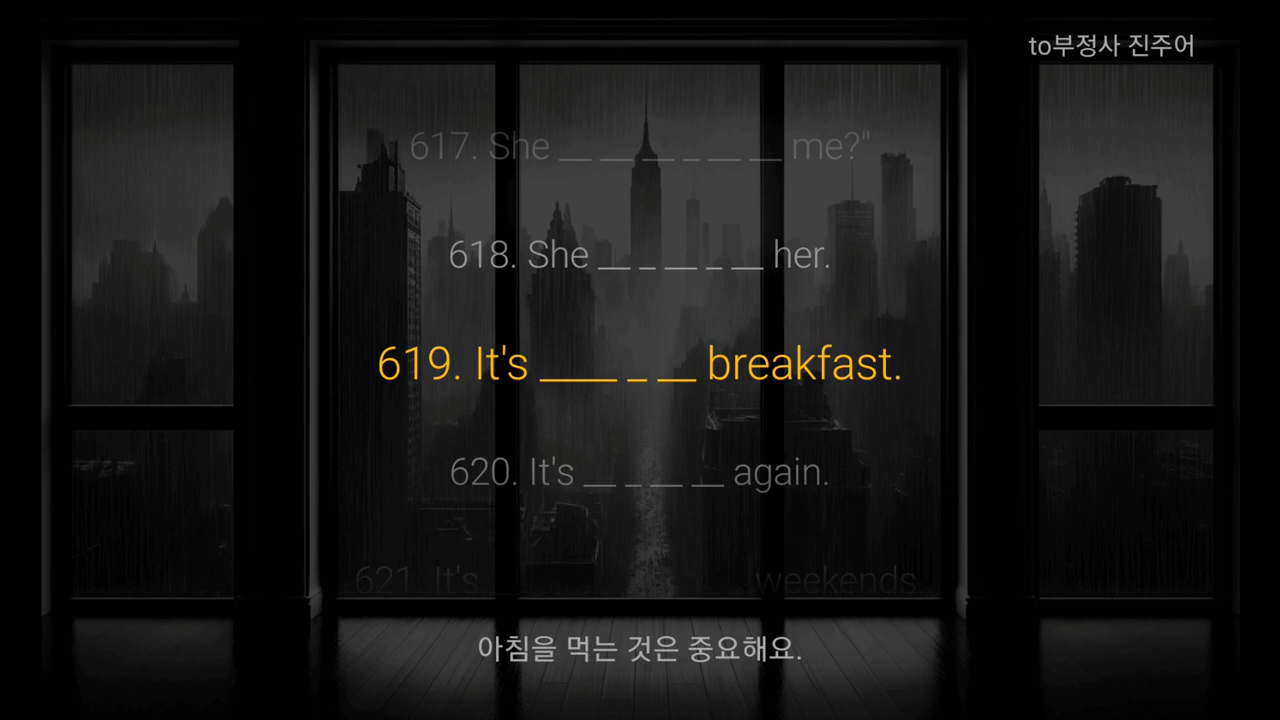 to부정사 진주어
617. She __ __ __ _ __ __ me?"
618. She __ _ __ _ __ her.
619. It's ____ _ __ breakfast.
620. It's __ _ __ __ again.
621. It's weekends.
아침을 먹는 것은 중요해요.